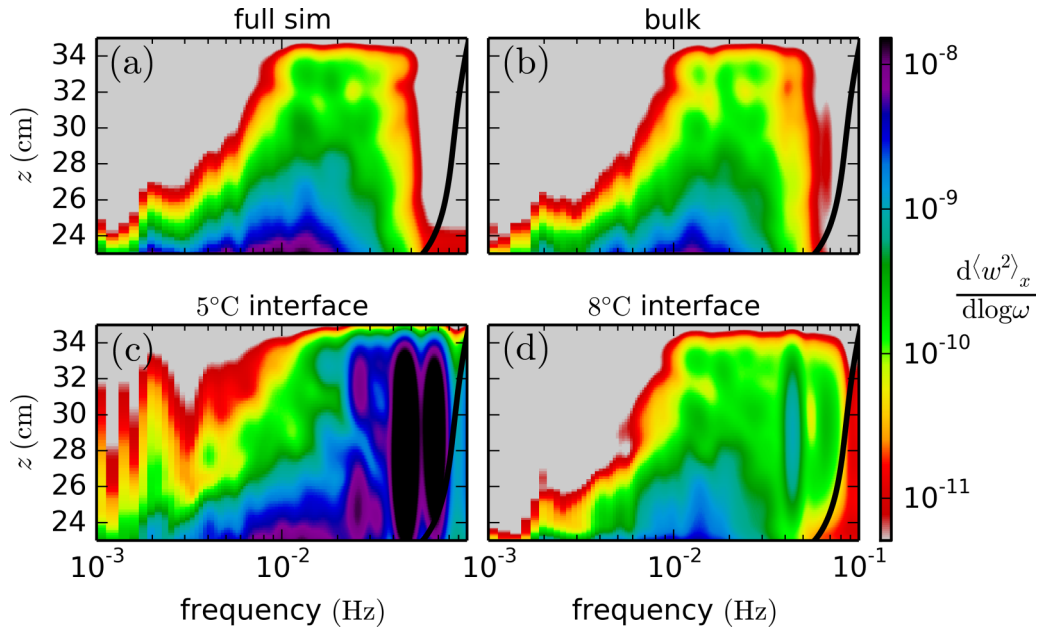 full sim
bulk
(a)
(b)
z (cm)
34
32
30
28
26
24
5°C interface
8°C interface
(c)
(d)
z (cm)
34
32
30
28
26
24
10⁻³
10⁻²
10⁻³
10⁻²
10⁻¹
frequency (Hz)
frequency (Hz)
10⁻⁸
10⁻⁹
10⁻¹⁰
10⁻¹¹
d⟨w²⟩ₓ
dlogω